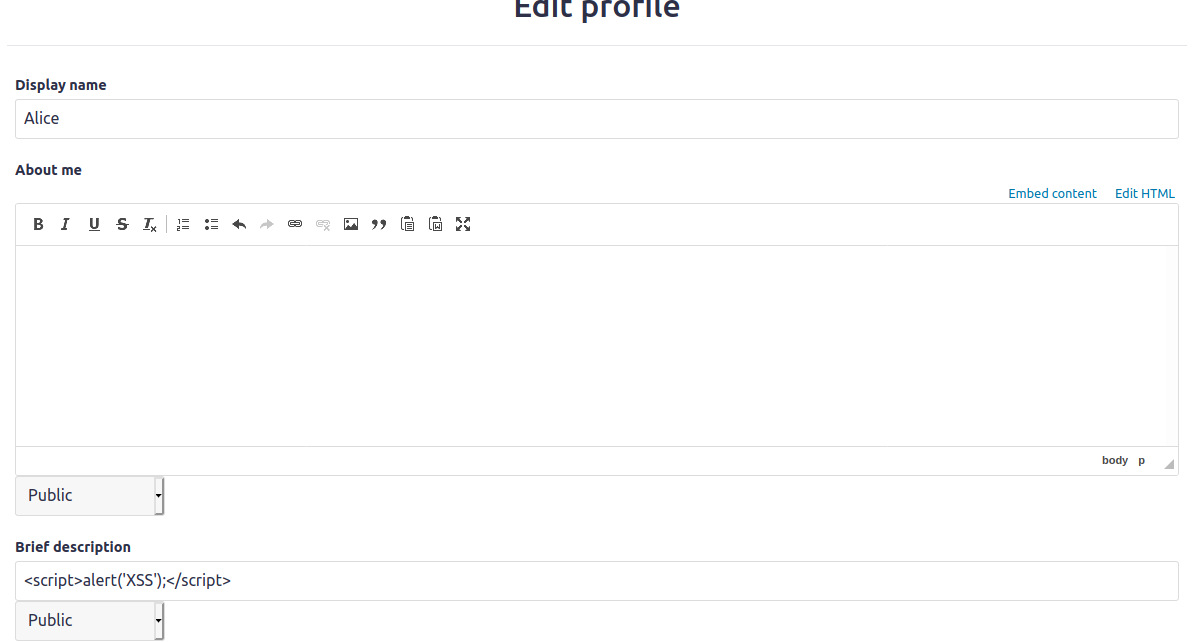 Edit profile
Display name
Alice
About me
Embed content Edit HTML
B I U S Ix
body p
Public
Brief description
<script>alert('XSS');</script>
Public